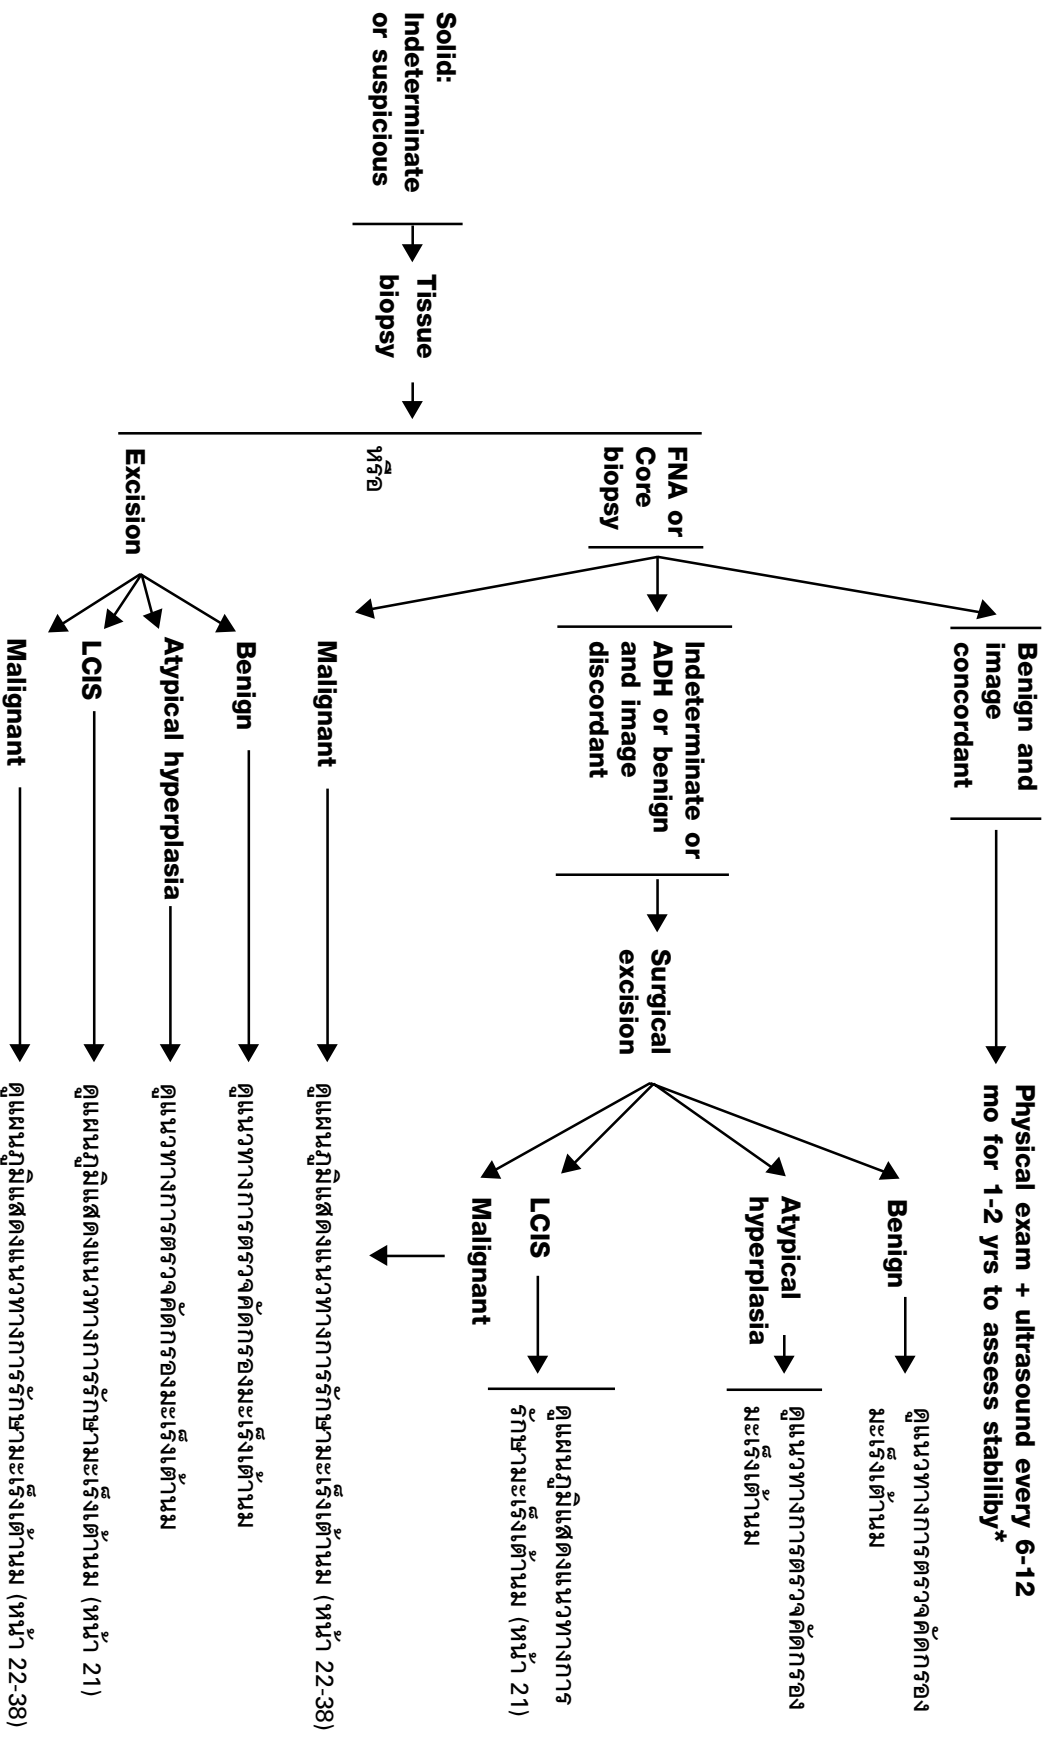 Solid:
Indeterminate
or suspicious
Tissue
biopsy
FNA or
Core
biopsy
หรือ
Excision
Benign and
image
concordant
Physical exam + ultrasound every 6-12
mo for 1-2 yrs to assess stabiliby*
Indeterminate or
ADH or benign
and image
discordant
Surgical
excision
Benign
ดูแนวทางการตรวจคัดกรอง
มะเร็งเต้านม
Atypical
hyperplasia
ดูแนวทางการตรวจคัดกรอง
มะเร็งเต้านม
LCIS
ดูแผนภูมิแสดงแนวทางการ
รักษามะเร็งเต้านม (หน้า 21)
Malignant
Malignant
ดูแผนภูมิแสดงแนวทางการรักษามะเร็งเต้านม (หน้า 22-38)
Benign
ดูแนวทางการตรวจคัดกรองมะเร็งเต้านม
Atypical hyperplasia
ดูแนวทางการตรวจคัดกรองมะเร็งเต้านม
LCIS
ดูแผนภูมิแสดงแนวทางการรักษามะเร็งเต้านม (หน้า 21)
Malignant
ดูแผนภูมิแสดงแนวทางการรักษามะเร็งเต้านม (หน้า 22-38)